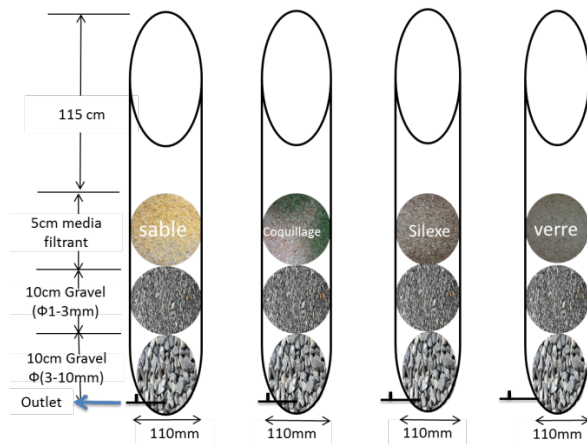 115 cm
5cm media
filtrant
10cm Gravel
(Φ1-3mm)
10cm Gravel
Φ(3-10mm)
Outlet
sable
Coquillage
Silexe
verre
110mm
110mm
110mm
110mm